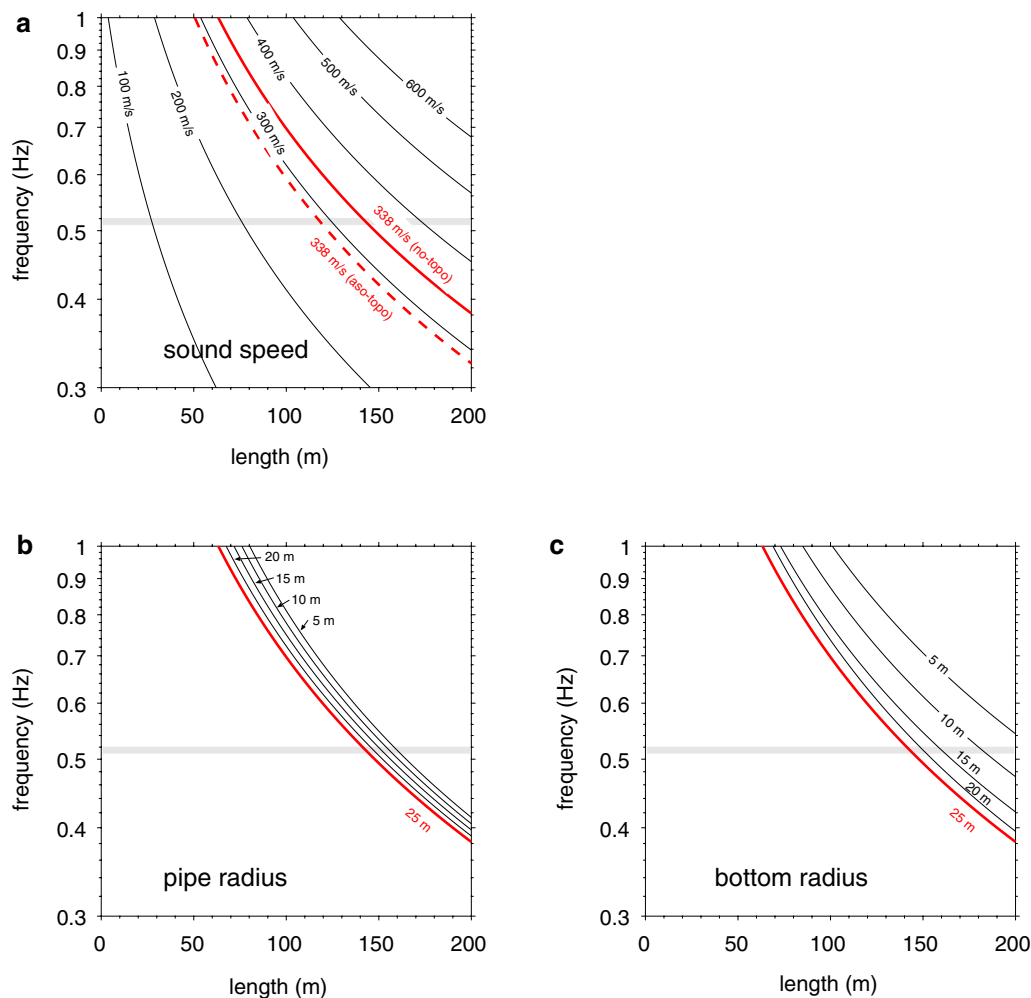 a
1
0.9
0.8
0.7
0.6
0.5
0.4
0.3
frequency (Hz)
100 m/s
200 m/s
300 m/s
400 m/s
500 m/s
600 m/s
338 m/s (no-topo)
338 m/s (aso-topo)
sound speed
0 50 100 150 200
length (m)
b
1
0.9
0.8
0.7
0.6
0.5
0.4
0.3
frequency (Hz)
20 m
15 m
10 m
5 m
25 m
pipe radius
0 50 100 150 200
length (m)
c
1
0.9
0.8
0.7
0.6
0.5
0.4
0.3
frequency (Hz)
5 m
10 m
15 m
20 m
25 m
bottom radius
0 50 100 150 200
length (m)